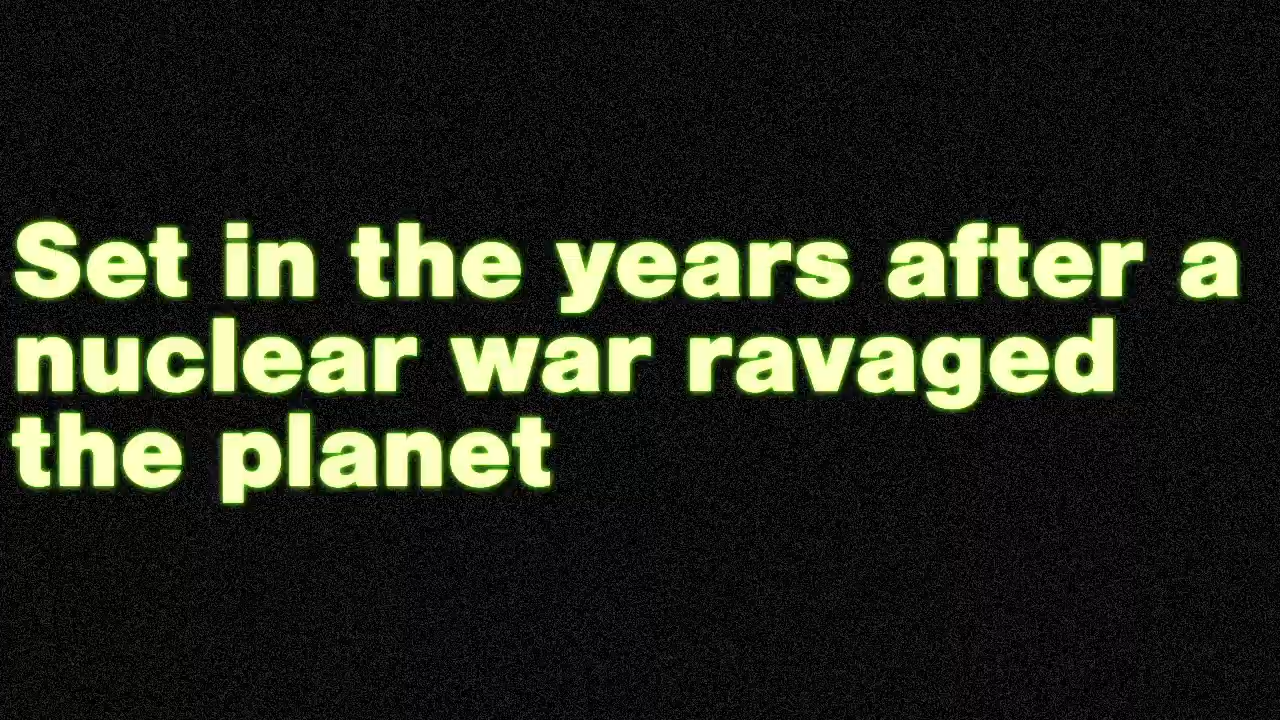 Set in the years after a
nuclear war ravaged
the planet